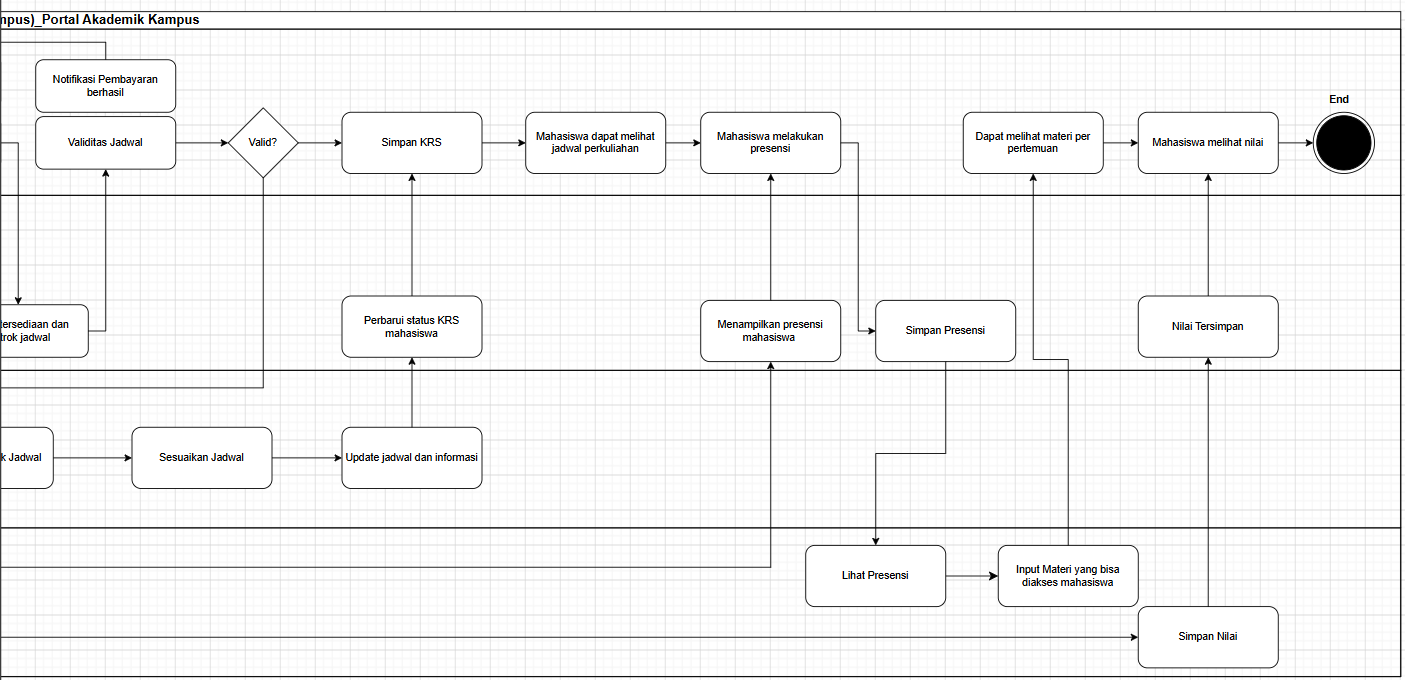 mpus)_Portal Akademik Kampus
Notifikasi Pembayaran
berhasil
Validitas Jadwal
Valid?
Simpan KRS
Mahasiswa dapat melihat
jadwal perkuliahan
Mahasiswa melakukan
presensi
Dapat melihat materi per
pertemuan
Mahasiswa melihat nilai
End
tersediaan dan
trok jadwal
Perbarui status KRS
mahasiswa
Menampilkan presensi
mahasiswa
Simpan Presensi
Nilai Tersimpan
k Jadwal
Sesuaikan Jadwal
Update jadwal dan informasi
Lihat Presensi
Input Materi yang bisa
diakses mahasiswa
Simpan Nilai